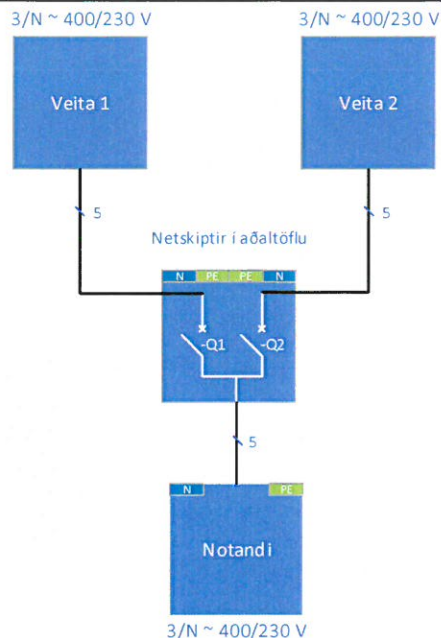 3/N ~ 400/230 V
3/N ~ 400/230 V
Veita 1
Veita 2
5
5
Netskiptir í aðaltöflu
N PE PE N
-Q1 -Q2
5
N PE
Notandi
3/N ~ 400/230 V